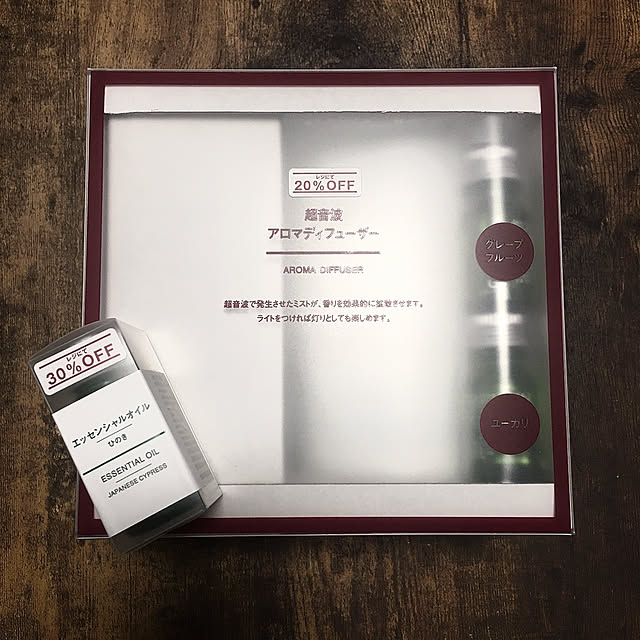 レジにて
20%OFF
超音波
アロマディフューザー
AROMA DIFFUSER
超音波で発生させたミストが、香りを効果的に拡散させます。
ライトをつければ灯りとしても楽しめます。
グレープ
フルーツ
ユーカリ
レジにて
30%OFF
エッセンシャルオイル
ひのき
ESSENTIAL OIL
JAPANESE CYPRESS